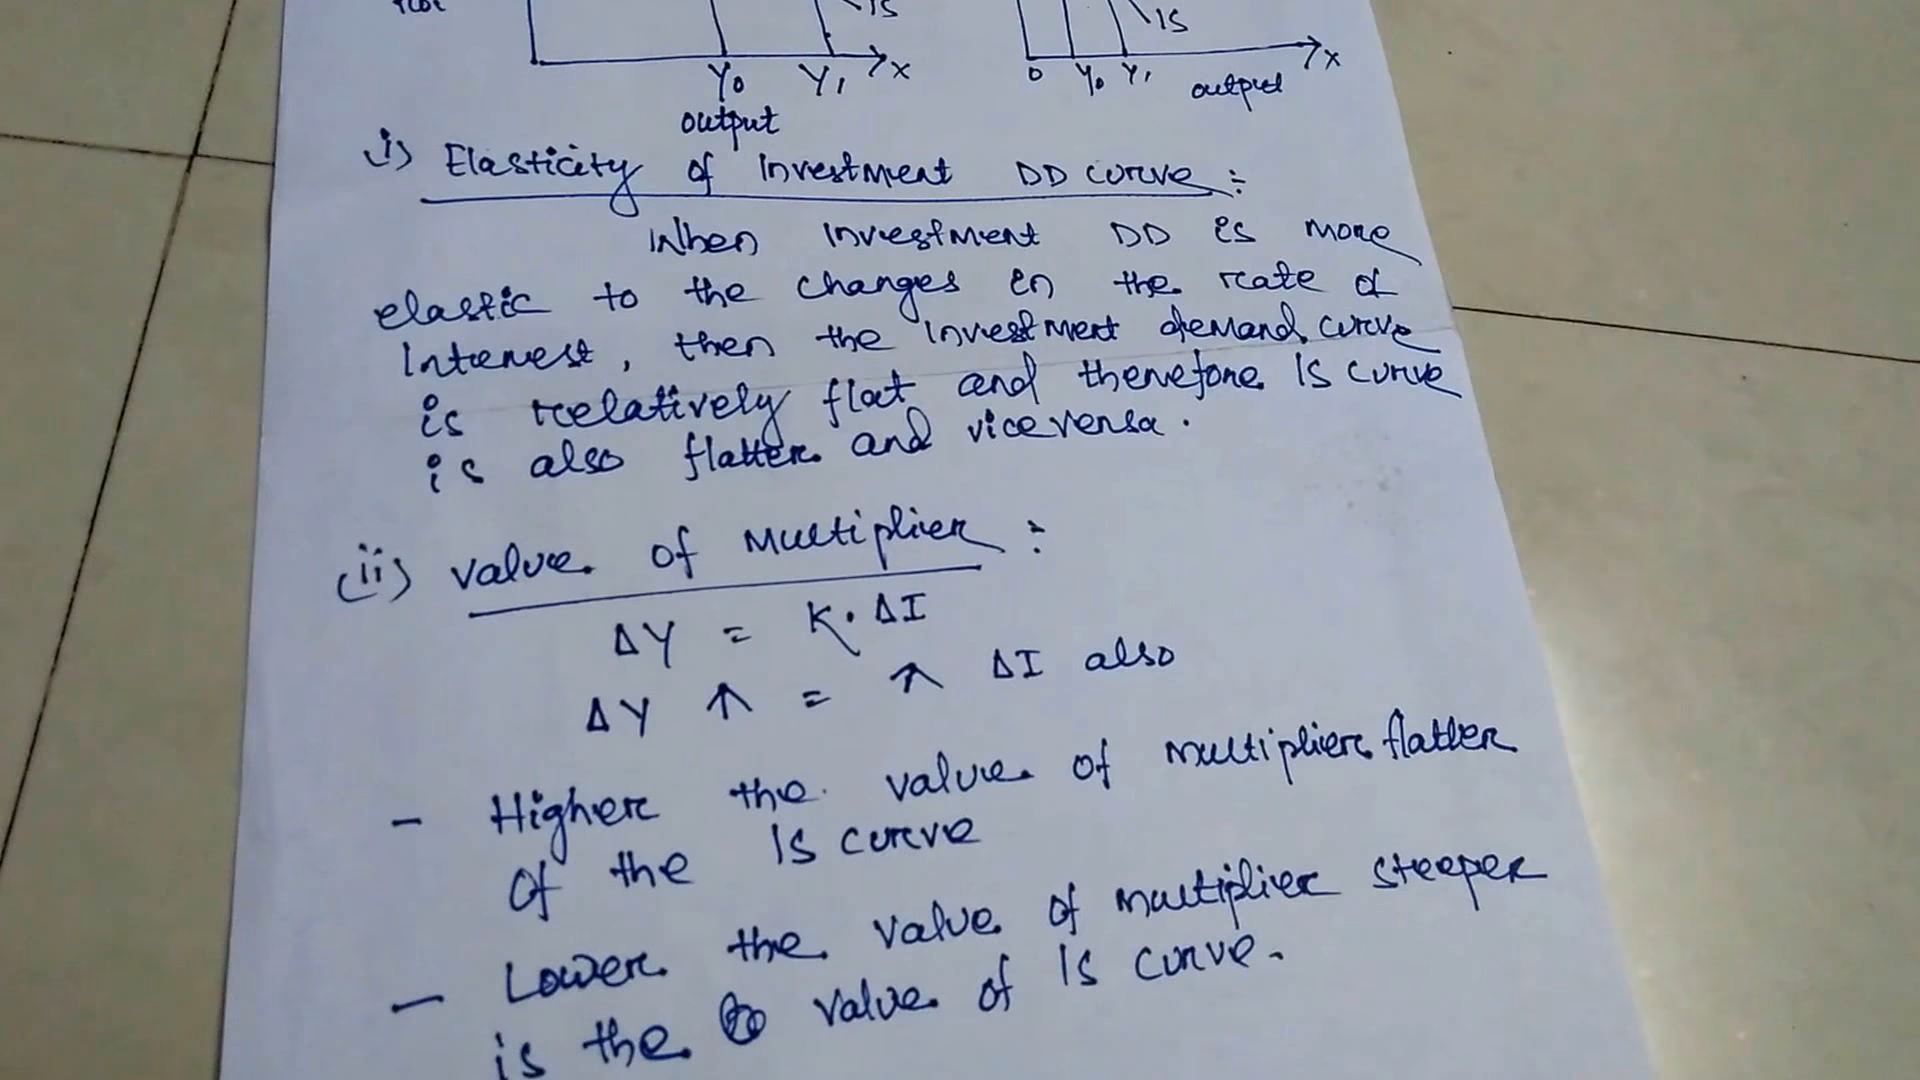 IS
IS
Y0 Y1 X
0 Y0 Y1 X
output
output
i) Elasticity of Investment DD curve :-
When investment DD is more
elastic to the changes in the rate of
Interest, then the investment demand curve
is relatively flat and therefore IS curve
is also flatter and viceversa.
(ii) value of Multiplier :
ΔY = K. ΔI
ΔY ↑ = ↑ ΔI also
- Higher the value of multiplier flatter
of the IS curve
- Lower the value of multiplier steeper
is the value of IS curve.